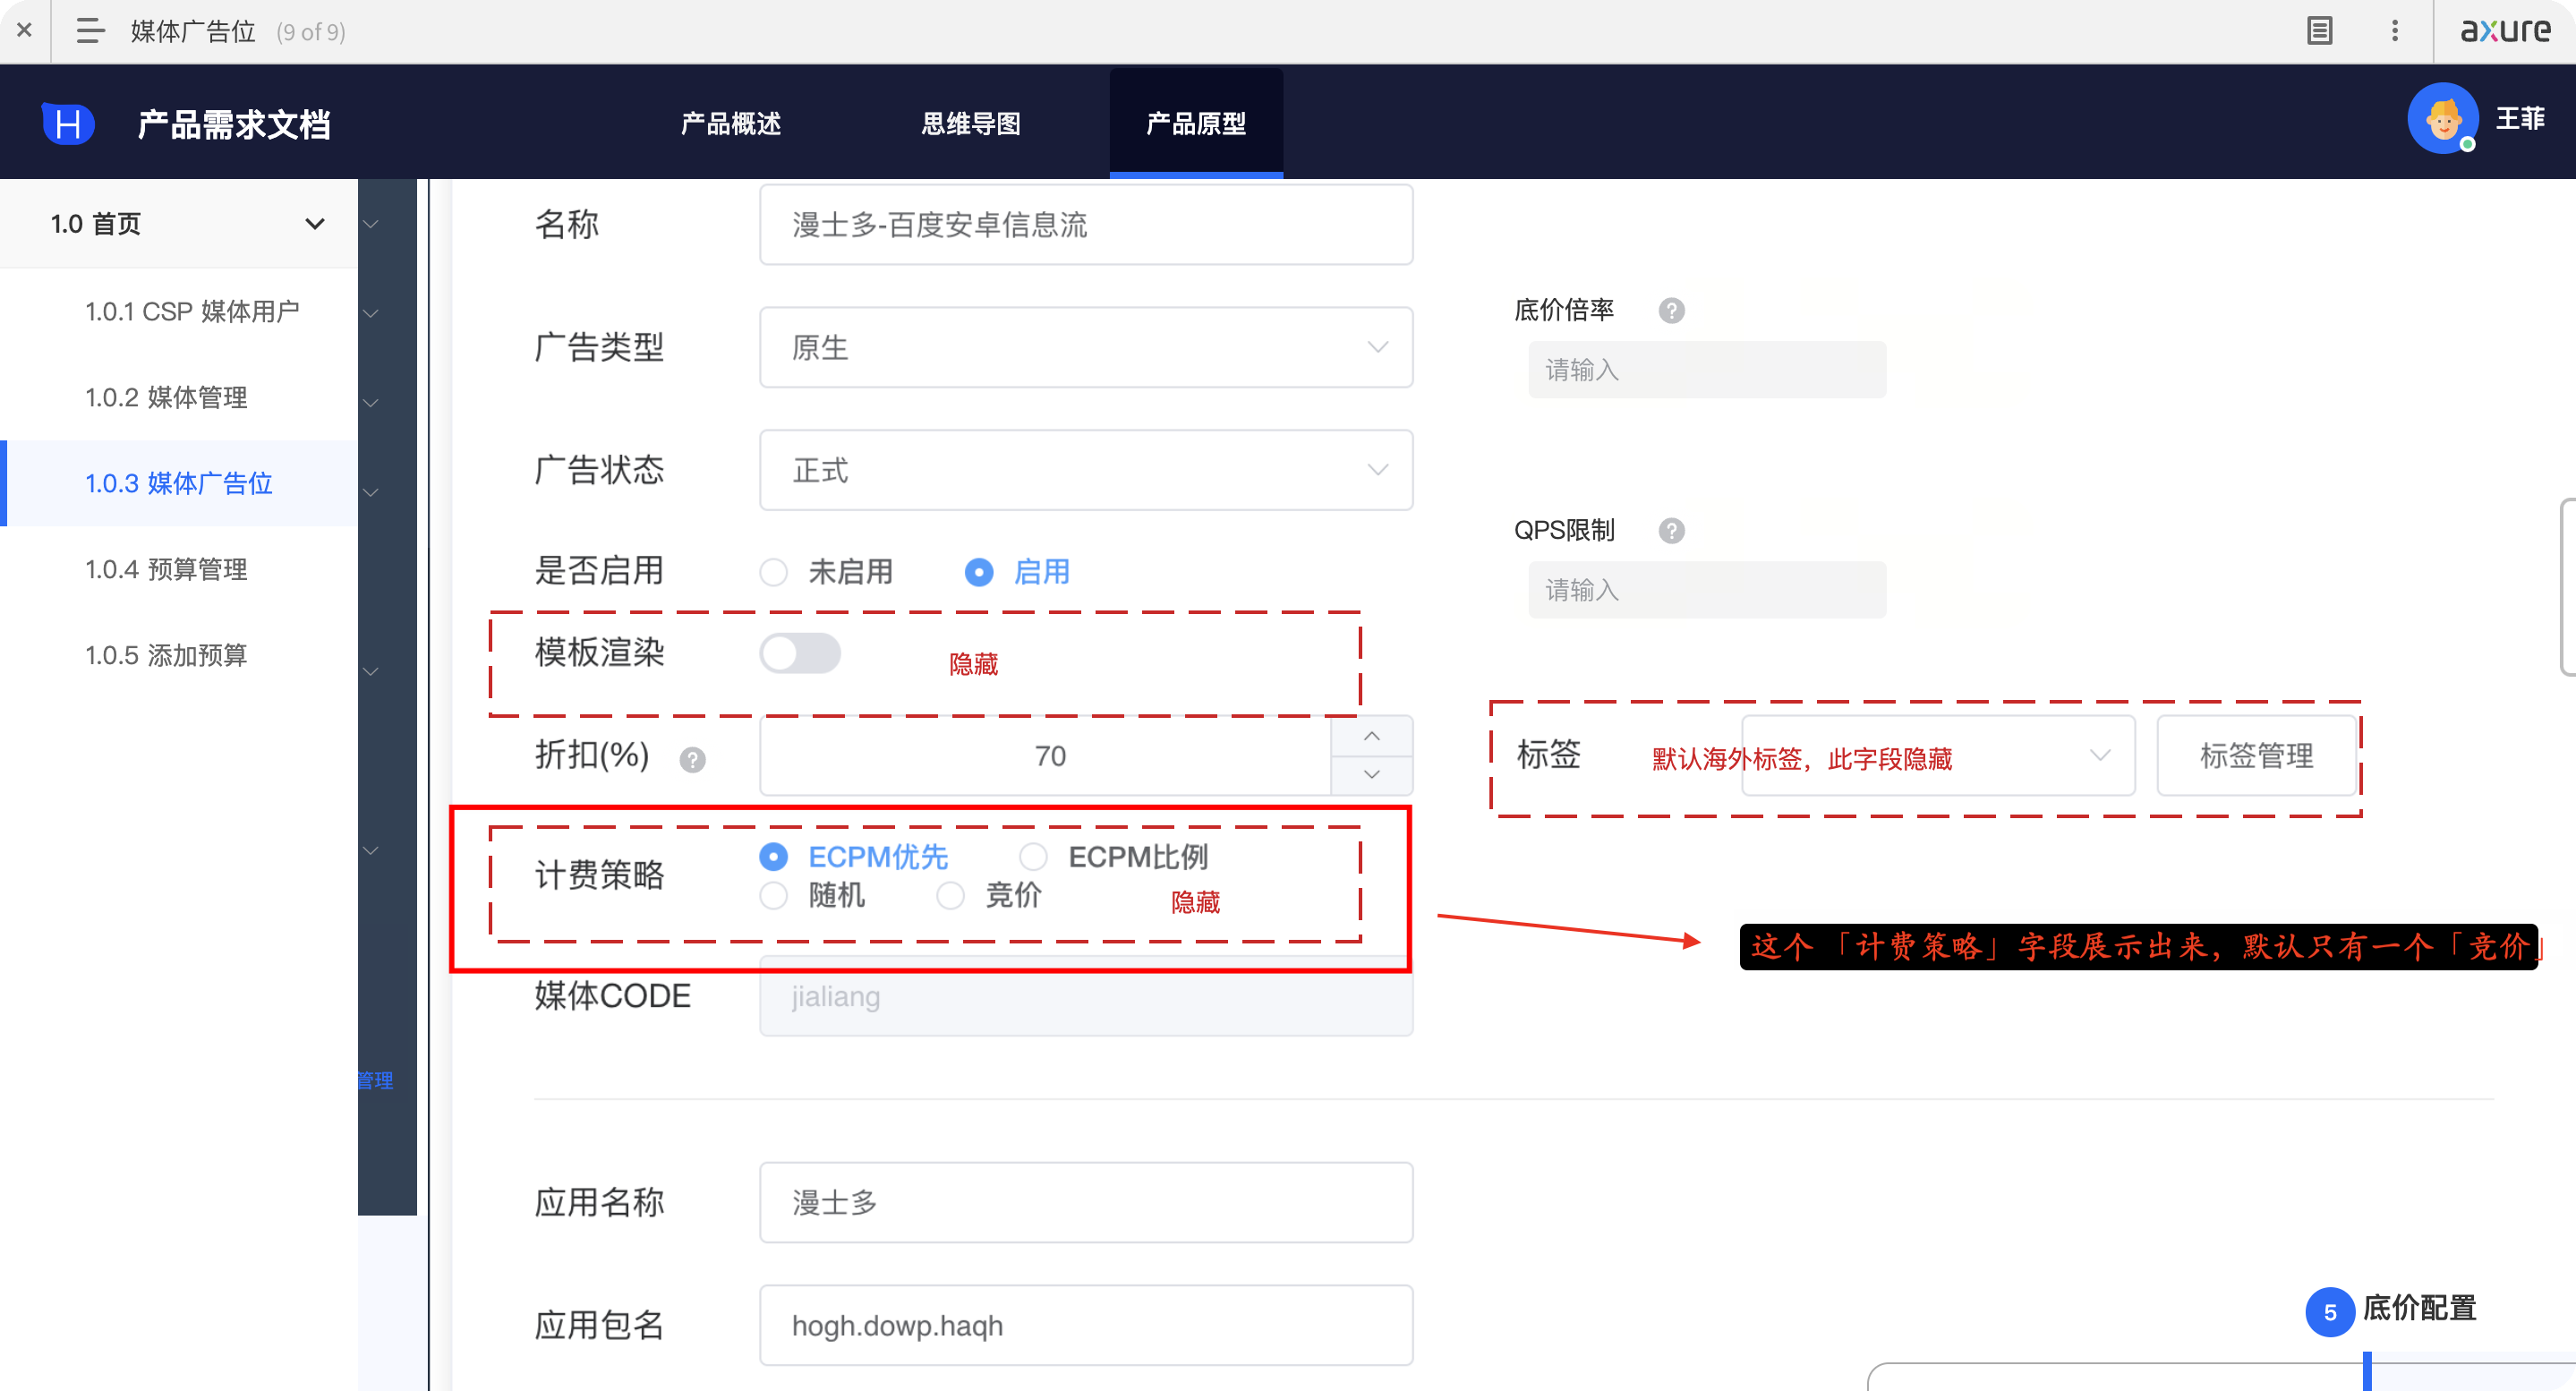 媒体广告位 (9 of 9)
axure
H
产品需求文档
产品概述
思维导图
产品原型
王菲
1.0 首页
1.0.1 CSP 媒体用户
1.0.2 媒体管理
1.0.3 媒体广告位
1.0.4 预算管理
1.0.5 添加预算
管理
名称
漫士多-百度安卓信息流
广告类型
原生
底价倍率 ?
请输入
广告状态
正式
QPS限制 ?
请输入
是否启用
未启用
启用
模板渲染
隐藏
折扣(%) ?
70
标签
默认海外标签，此字段隐藏
标签管理
计费策略
ECPM优先
ECPM比例
随机
竞价
隐藏
这个 「计费策略」字段展示出来，默认只有一个「竞价」
媒体CODE
jialiang
应用名称
漫士多
应用包名
hogh.dowp.haqh
5 底价配置